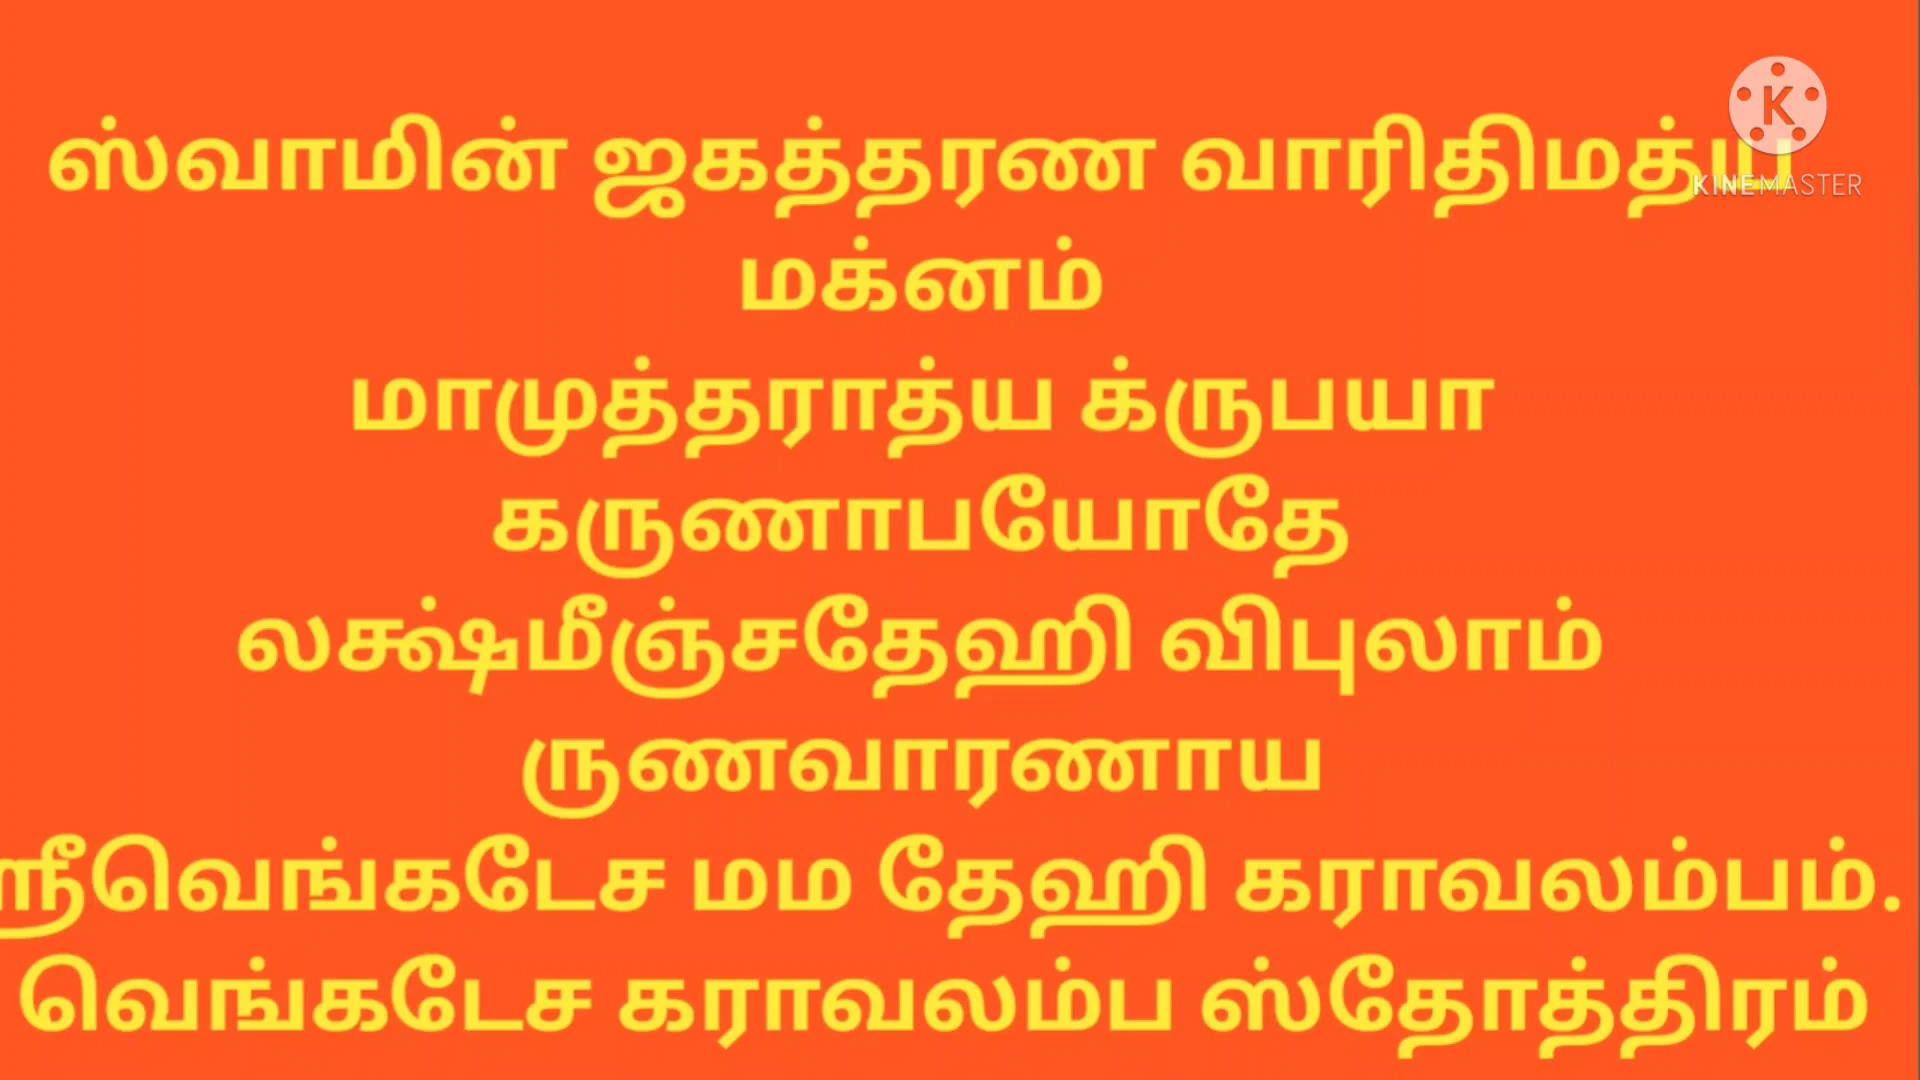 ஸ்வாமின் ஜகத்தரண வாரிதிமத்ய
மக்னம்
மாமுத்தராத்ய க்ருபயா
கருணாபயோதே
லக்ஷ்மீஞ்சதேஹி விபுலாம்
ருணவாரணாய
ஸ்ரீவெங்கடேச மம தேஹி கராவலம்பம்.
வெங்கடேச கராவலம்ப ஸ்தோத்திரம்
K
KINEMASTER